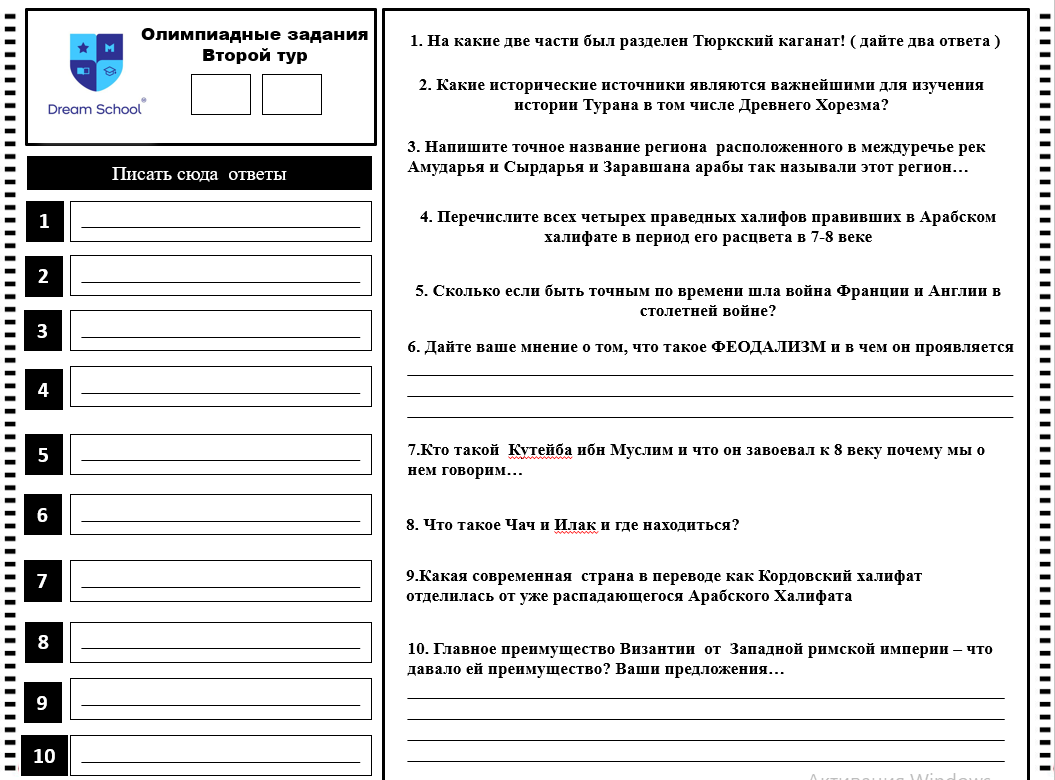 Олимпиадные задания
Второй тур
Dream School®
Писать сюда ответы
1
2
3
4
5
6
7
8
9
10
1. На какие две части был разделен Тюркский каганат! ( дайте два ответа )
2. Какие исторические источники являются важнейшими для изучения
истории Турана в том числе Древнего Хорезма?
3. Напишите точное название региона расположенного в междуречье рек
Амударья и Сырдарья и Заравшана арабы так называли этот регион…
4. Перечислите всех четырех праведных халифов правивших в Арабском
халифате в период его расцвета в 7-8 веке
5. Сколько если быть точным по времени шла война Франции и Англии в
столетней войне?
6. Дайте ваше мнение о том, что такое ФЕОДАЛИЗМ и в чем он проявляется
7.Кто такой Кутейба ибн Муслим и что он завоевал к 8 веку почему мы о
нем говорим…
8. Что такое Чач и Илак и где находиться?
9.Какая современная страна в переводе как Кордовский халифат
отделилась от уже распадающегося Арабского Халифата
10. Главное преимущество Византии от Западной римской империи – что
давало ей преимущество? Ваши предложения…
Активация Windows